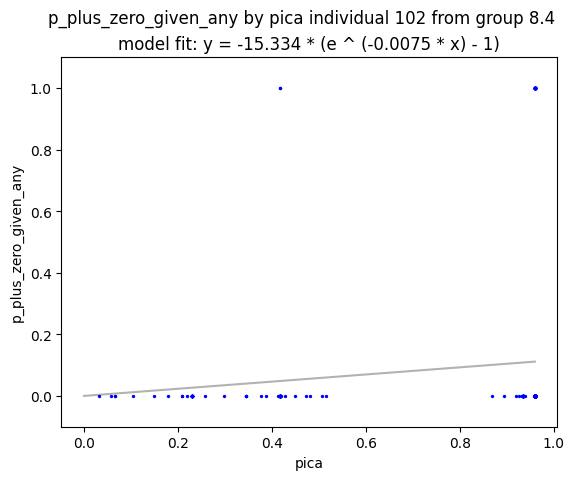 p_plus_zero_given_any by pica individual 102 from group 8.4
model fit: y = -15.334 * (e ^ (-0.0075 * x) - 1)
1.0
0.8
0.6
0.4
0.2
0.0
p_plus_zero_given_any
0.0 0.2 0.4 0.6 0.8 1.0
pica